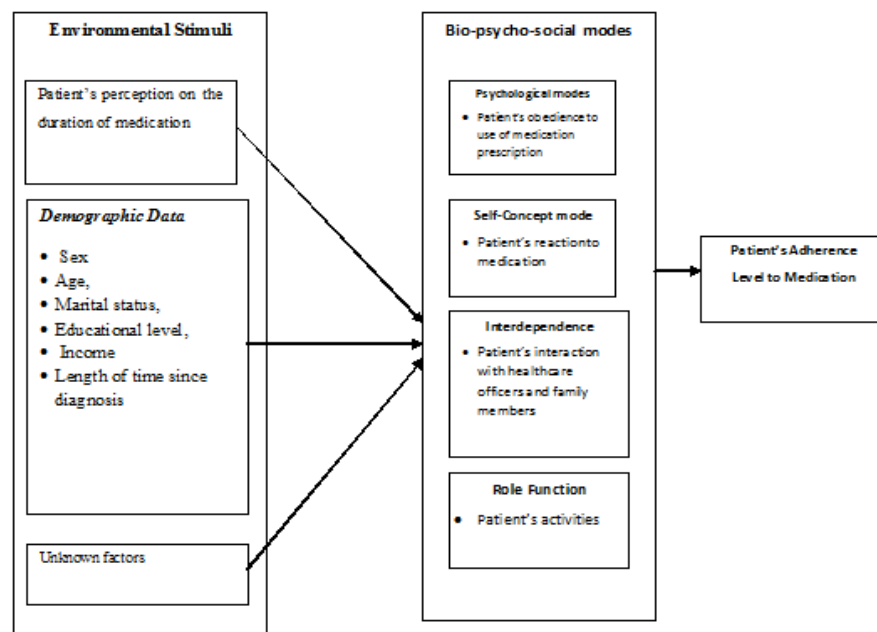 Environmental Stimuli
Patient's perception on the
duration of medication
Demographic Data
• Sex
• Age,
• Marital status,
• Educational level,
• Income
• Length of time since
diagnosis
Unknown factors
Bio-psycho-social modes
Psychological modes
• Patient's obedience to
use of medication
prescription
Self-Concept mode
• Patient's reaction to
medication
Interdependence
• Patient's interaction
with healthcare
officers and family
members
Role Function
• Patient's activities
Patient's Adherence
Level to Medication